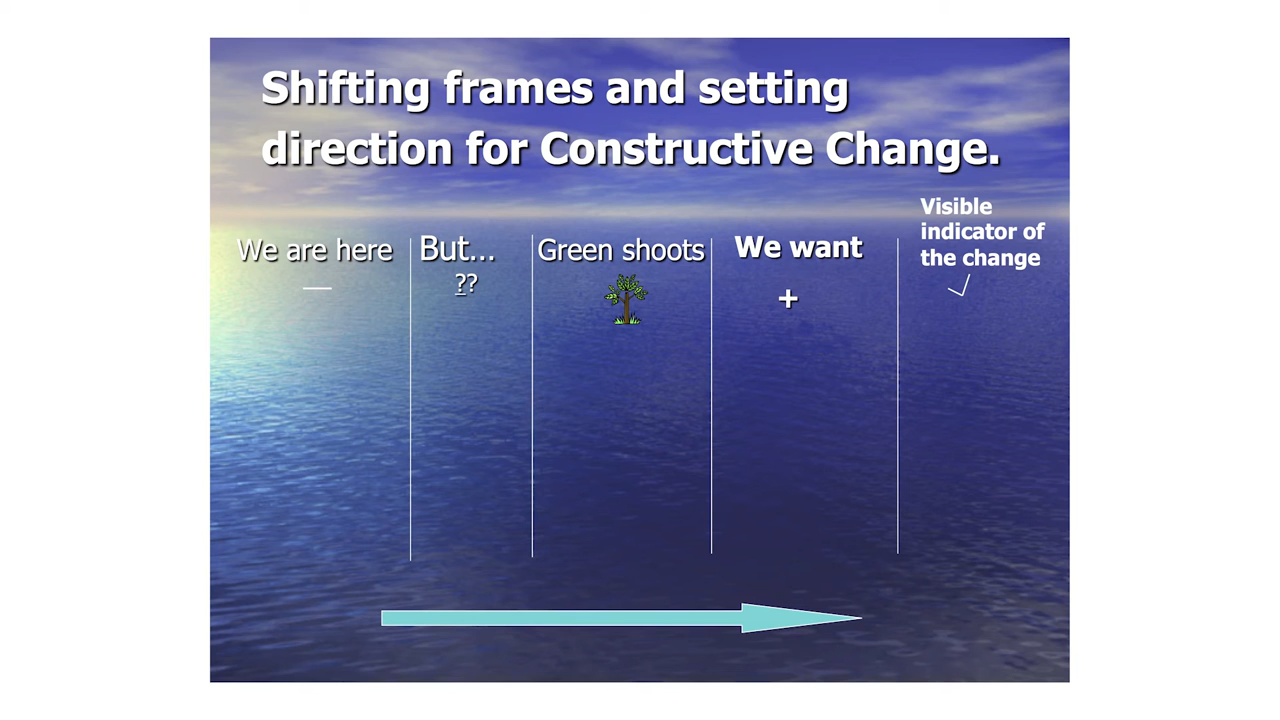 Shifting frames and setting
direction for Constructive Change.
We are here
—
But...
??
Green shoots
We want
+
Visible
indicator of
the change
✓